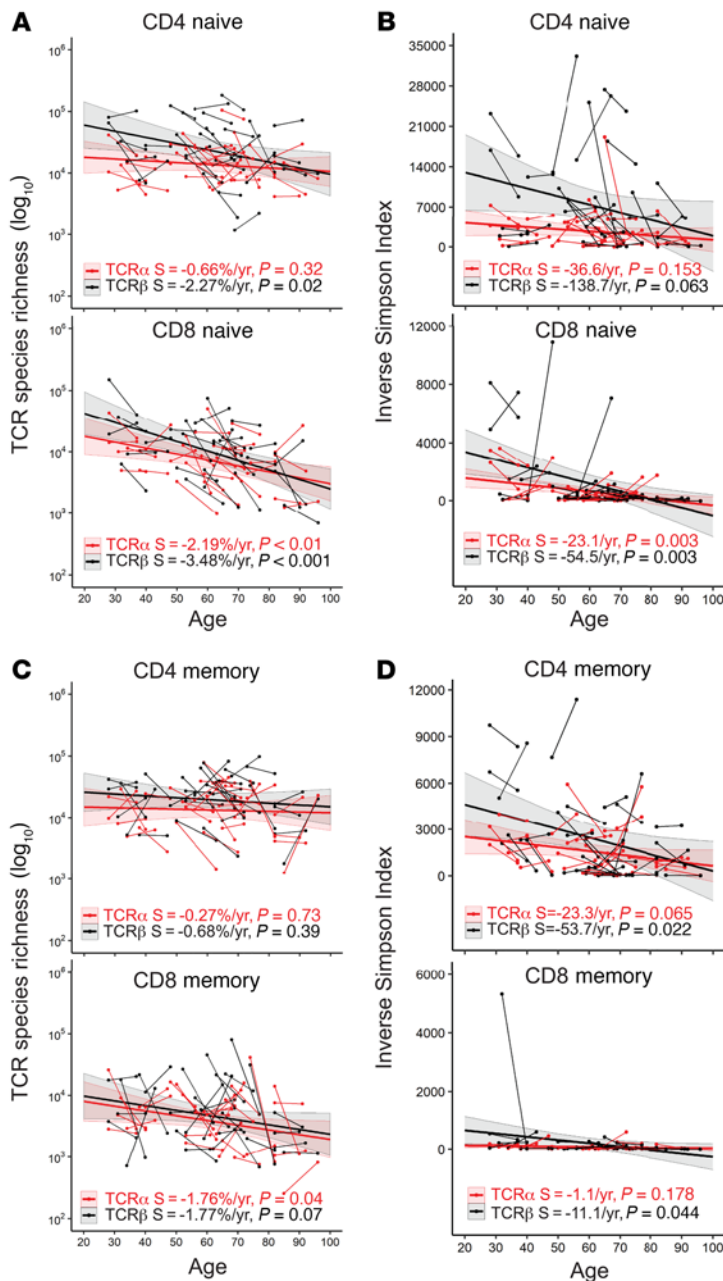 A
CD4 naive
TCR species richness (log10)
10⁶
10⁵
10⁴
10³
10²
TCRα S = -0.66%/yr, P = 0.32
TCRβ S = -2.27%/yr, P = 0.02
CD8 naive
10⁶
10⁵
10⁴
10³
10²
TCRα S = -2.19%/yr, P < 0.01
TCRβ S = -3.48%/yr, P < 0.001
20 30 40 50 60 70 80 90 100
Age
B
CD4 naive
Inverse Simpson Index
35000
28000
21000
14000
7000
0
TCRα S = -36.6/yr, P = 0.153
TCRβ S = -138.7/yr, P = 0.063
CD8 naive
12000
8000
4000
0
TCRα S = -23.1/yr, P = 0.003
TCRβ S = -54.5/yr, P = 0.003
20 30 40 50 60 70 80 90 100
Age
C
CD4 memory
TCR species richness (log10)
10⁶
10⁵
10⁴
10³
10²
TCRα S = -0.27%/yr, P = 0.73
TCRβ S = -0.68%/yr, P = 0.39
CD8 memory
10⁶
10⁵
10⁴
10³
10²
TCRα S = -1.76%/yr, P = 0.04
TCRβ S = -1.77%/yr, P = 0.07
20 30 40 50 60 70 80 90 100
Age
D
CD4 memory
Inverse Simpson Index
12000
9000
6000
3000
0
TCRα S=-23.3/yr, P = 0.065
TCRβ S=-53.7/yr, P = 0.022
CD8 memory
6000
4000
2000
0
TCRα S = -1.1/yr, P = 0.178
TCRβ S = -11.1/yr, P = 0.044
20 30 40 50 60 70 80 90 100
Age